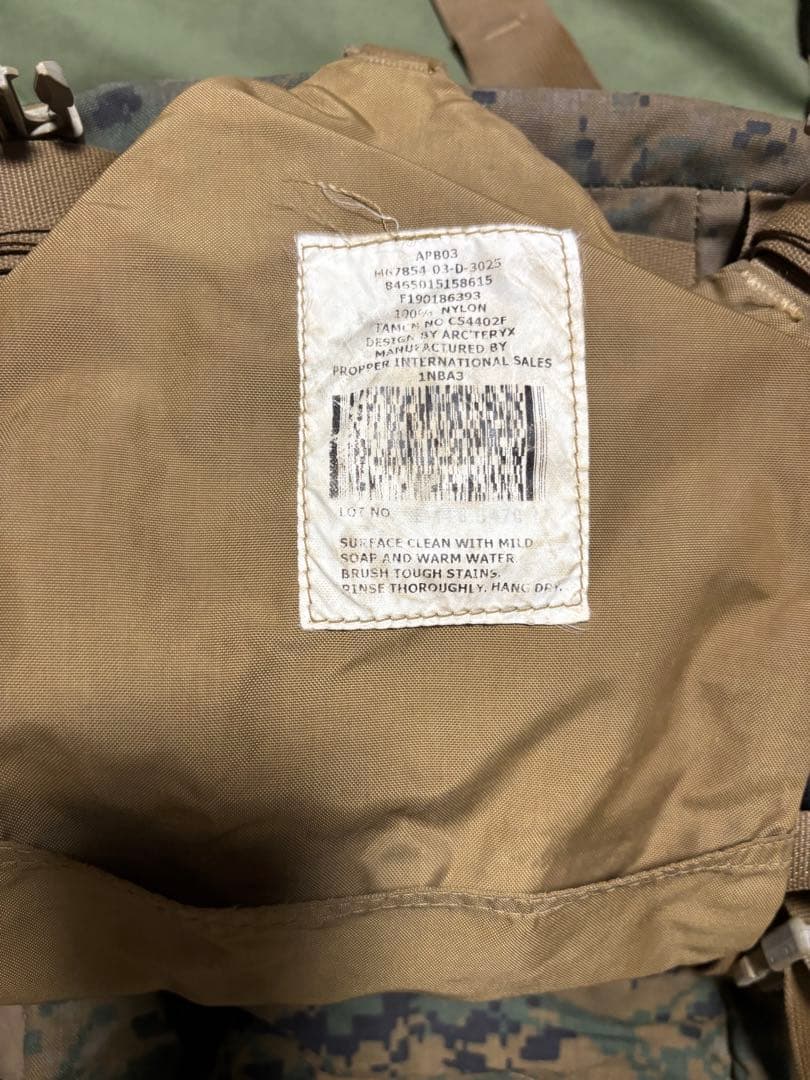 APB03
M67854 03-D-3025
8465015158615
F190186393
100% NYLON
TAMCN NO C54402F
DESIGN BY ARC'TERYX
MANUFACTURED BY
PROPPER INTERNATIONAL SALES
1NBA3
LOT NO
SURFACE CLEAN WITH MILD
SOAP AND WARM WATER.
BRUSH TOUGH STAINS.
RINSE THOROUGHLY. HANG DRY.